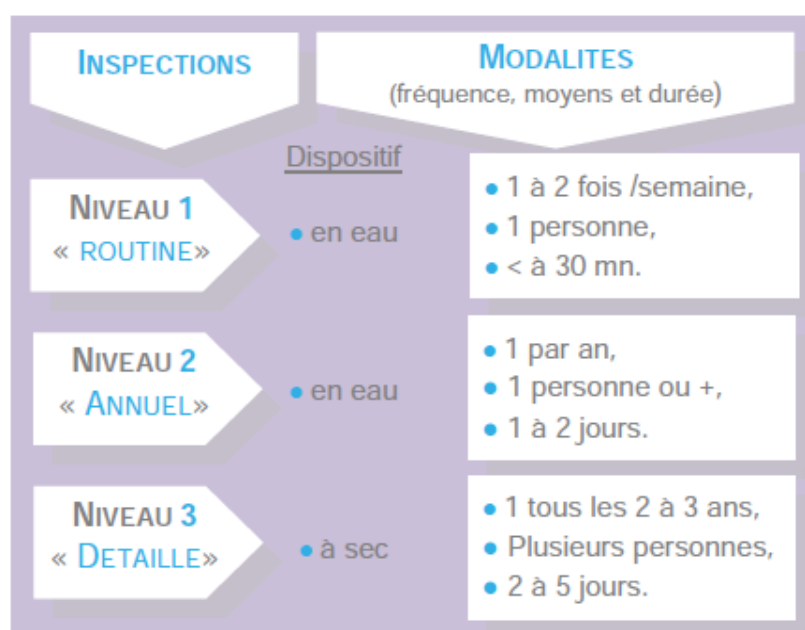 INSPECTIONS
MODALITES
(fréquence, moyens et durée)
Dispositif
NIVEAU 1
« ROUTINE»
• en eau
• 1 à 2 fois /semaine,
• 1 personne,
• < à 30 mn.
NIVEAU 2
« ANNUEL»
• en eau
• 1 par an,
• 1 personne ou +,
• 1 à 2 jours.
NIVEAU 3
« DETAILLE»
• à sec
• 1 tous les 2 à 3 ans,
• Plusieurs personnes,
• 2 à 5 jours.